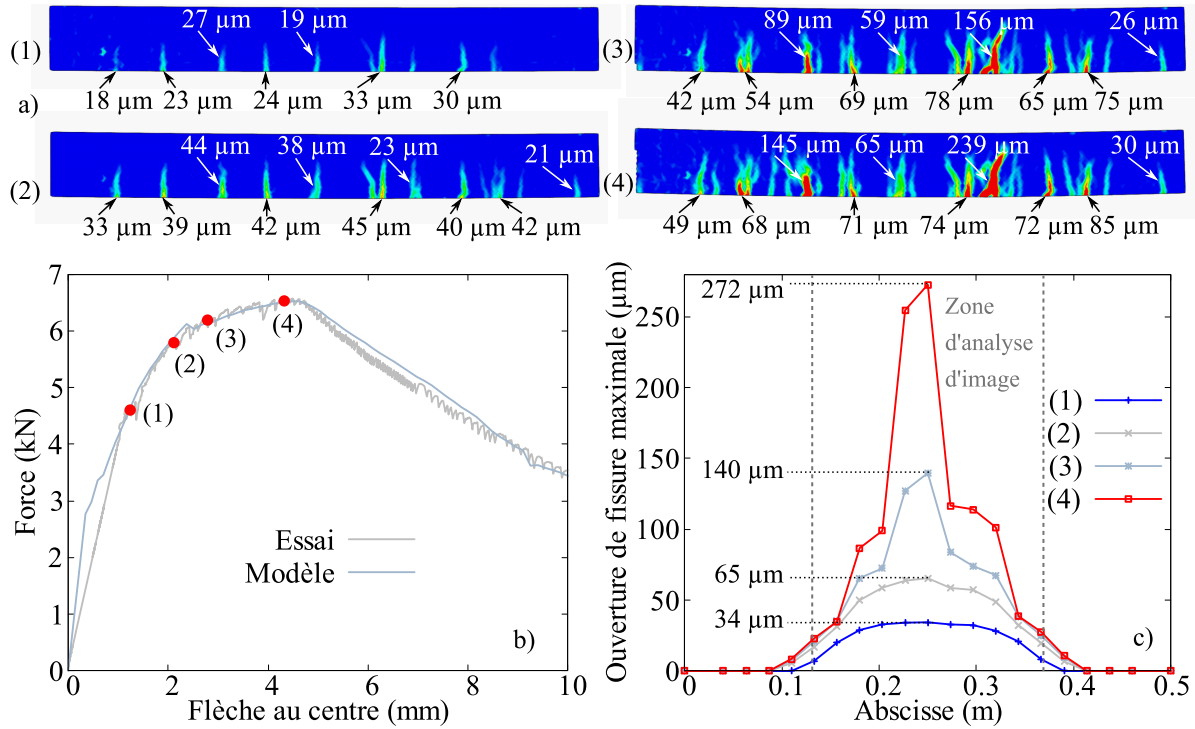 27 µm 19 µm
(1)
18 µm 23 µm 24 µm 33 µm 30 µm
a)
44 µm 38 µm 23 µm 21 µm
(2)
33 µm 39 µm 42 µm 45 µm 40 µm 42 µm
89 µm 59 µm 156 µm 26 µm
(3)
42 µm 54 µm 69 µm 78 µm 65 µm 75 µm
145 µm 65 µm 239 µm 30 µm
(4)
49 µm 68 µm 71 µm 74 µm 72 µm 85 µm
Force (kN)
7
6
5
4
3
2
1
0
(1)
(2)
(3)
(4)
Essai
Modèle
b)
0 2 4 6 8 10
Flèche au centre (mm)
Ouverture de fissure maximale (µm)
250
200
150
100
50
0
272 µm
140 µm
65 µm
34 µm
Zone
d'analyse
d'image
(1)
(2)
(3)
(4)
c)
0 0.1 0.2 0.3 0.4 0.5
Abscisse (m)